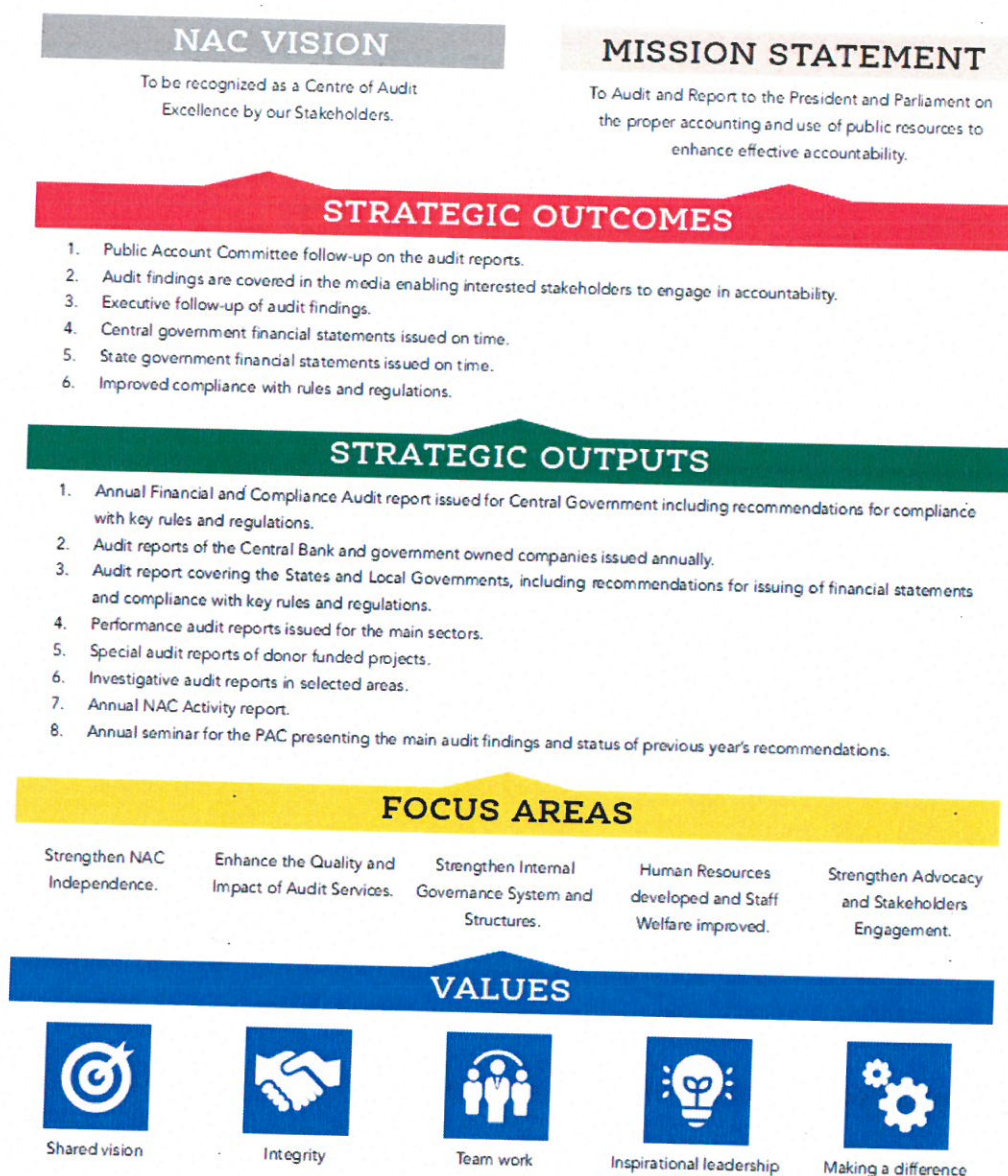 NAC VISION
To be recognized as a Centre of Audit
Excellence by our Stakeholders.
MISSION STATEMENT
To Audit and Report to the President and Parliament on
the proper accounting and use of public resources to
enhance effective accountability.
STRATEGIC OUTCOMES
1. Public Account Committee follow-up on the audit reports.
2. Audit findings are covered in the media enabling interested stakeholders to engage in accountability.
3. Executive follow-up of audit findings.
4. Central government financial statements issued on time.
5. State government financial statements issued on time.
6. Improved compliance with rules and regulations.
STRATEGIC OUTPUTS
1. Annual Financial and Compliance Audit report issued for Central Government including recommendations for compliance
with key rules and regulations.
2. Audit reports of the Central Bank and government owned companies issued annually.
3. Audit report covering the States and Local Governments, including recommendations for issuing of financial statements
and compliance with key rules and regulations.
4. Performance audit reports issued for the main sectors.
5. Special audit reports of donor funded projects.
6. Investigative audit reports in selected areas.
7. Annual NAC Activity report.
8. Annual seminar for the PAC presenting the main audit findings and status of previous year's recommendations.
FOCUS AREAS
Strengthen NAC
Independence.
Enhance the Quality and
Impact of Audit Services.
Strengthen Internal
Governance System and
Structures.
Human Resources
developed and Staff
Welfare improved.
Strengthen Advocacy
and Stakeholders
Engagement.
VALUES
Shared vision
Integrity
Team work
Inspirational leadership
Making a difference